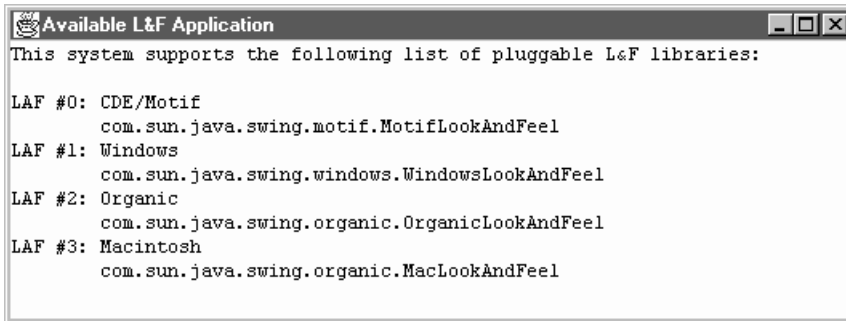 Available L&F Application
This system supports the following list of pluggable L&F libraries:
LAF #0: CDE/Motif
com.sun.java.swing.motif.MotifLookAndFeel
LAF #1: Windows
com.sun.java.swing.windows.WindowsLookAndFeel
LAF #2: Organic
com.sun.java.swing.organic.OrganicLookAndFeel
LAF #3: Macintosh
com.sun.java.swing.organic.MacLookAndFeel